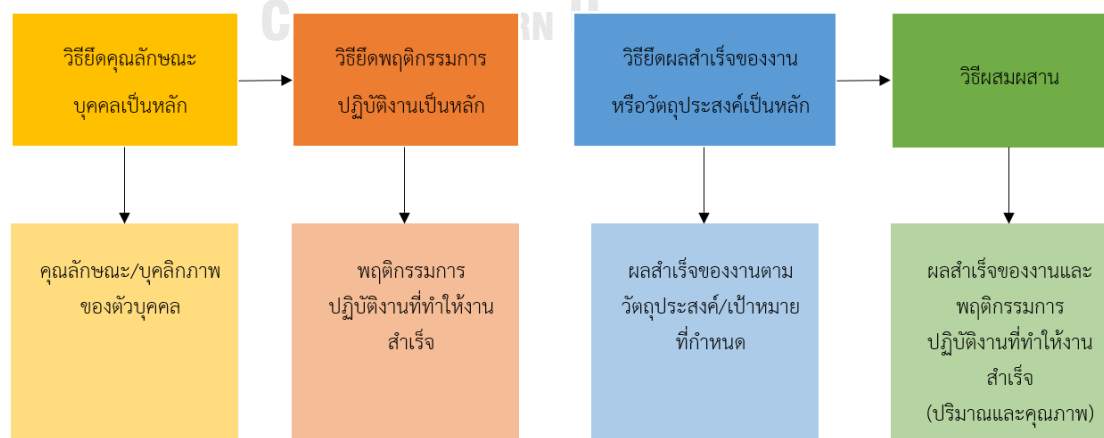 วิธียึดคุณลักษณะ
บุคคลเป็นหลัก
วิธียึดพฤติกรรมการ
ปฏิบัติงานเป็นหลัก
วิธียึดผลสำเร็จของงาน
หรือวัตถุประสงค์เป็นหลัก
วิธีผสมผสาน
คุณลักษณะ/บุคลิกภาพ
ของตัวบุคคล
พฤติกรรมการ
ปฏิบัติงานที่ทำให้งาน
สำเร็จ
ผลสำเร็จของงานตาม
วัตถุประสงค์/เป้าหมาย
ที่กำหนด
ผลสำเร็จของงานและ
พฤติกรรมการ
ปฏิบัติงานที่ทำให้งาน
สำเร็จ
(ปริมาณและคุณภาพ)